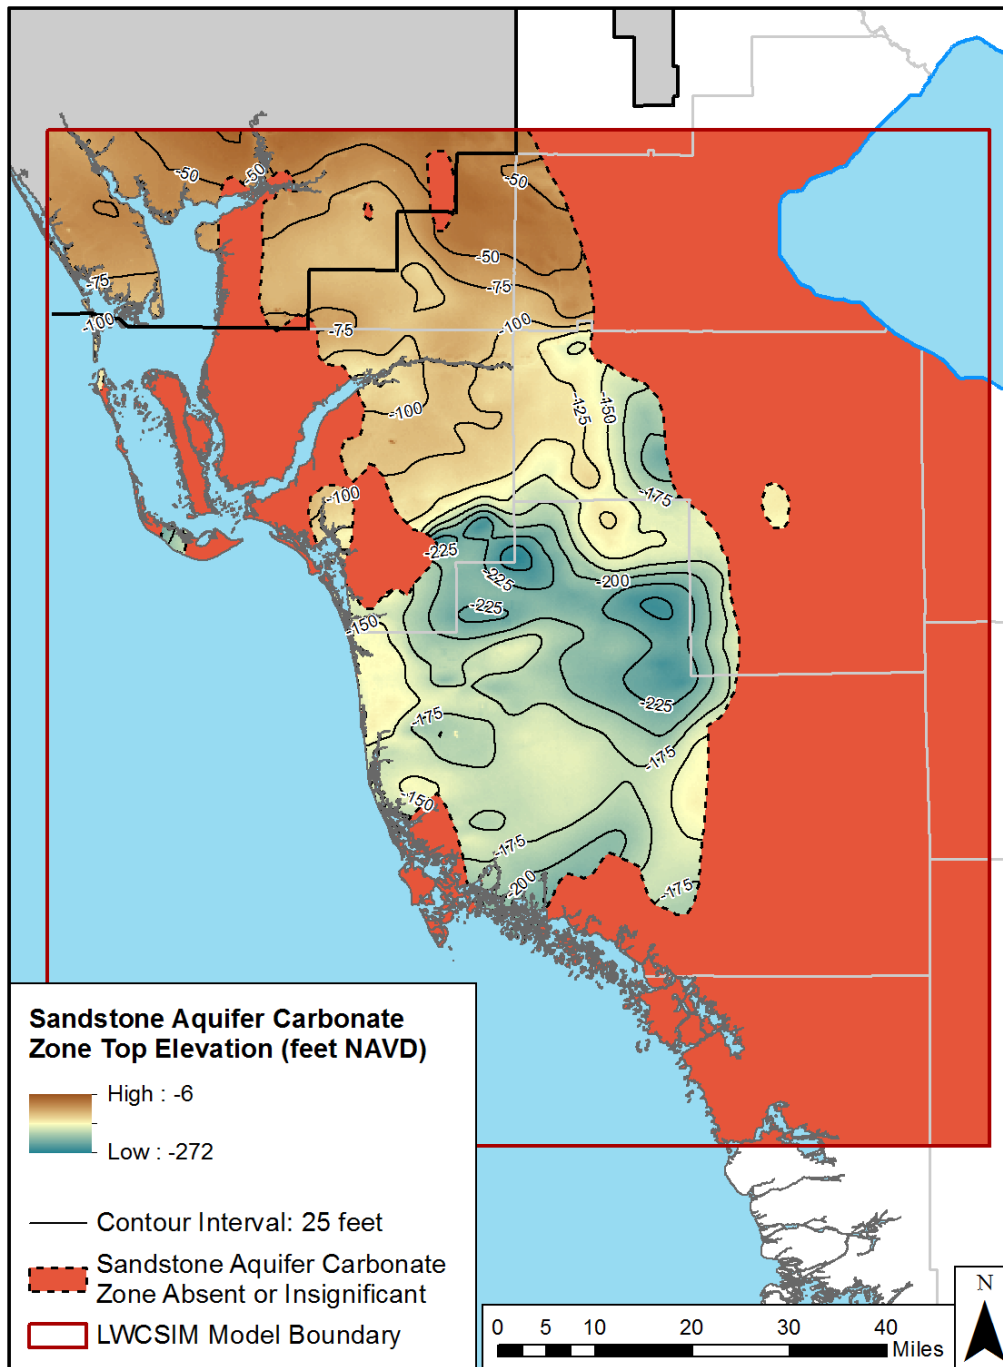 -50
-50
-50
-50
-75
-75
-100
-100
-75
-125
-150
-100
-175
-100
-225
-225
-200
-225
-150
-225
-175
-175
-150
-175
-175
-200
Sandstone Aquifer Carbonate
Zone Top Elevation (feet NAVD)
High : -6
Low : -272
Contour Interval: 25 feet
Sandstone Aquifer Carbonate
Zone Absent or Insignificant
LWCSIM Model Boundary
0 5 10 20 30 40
Miles
N